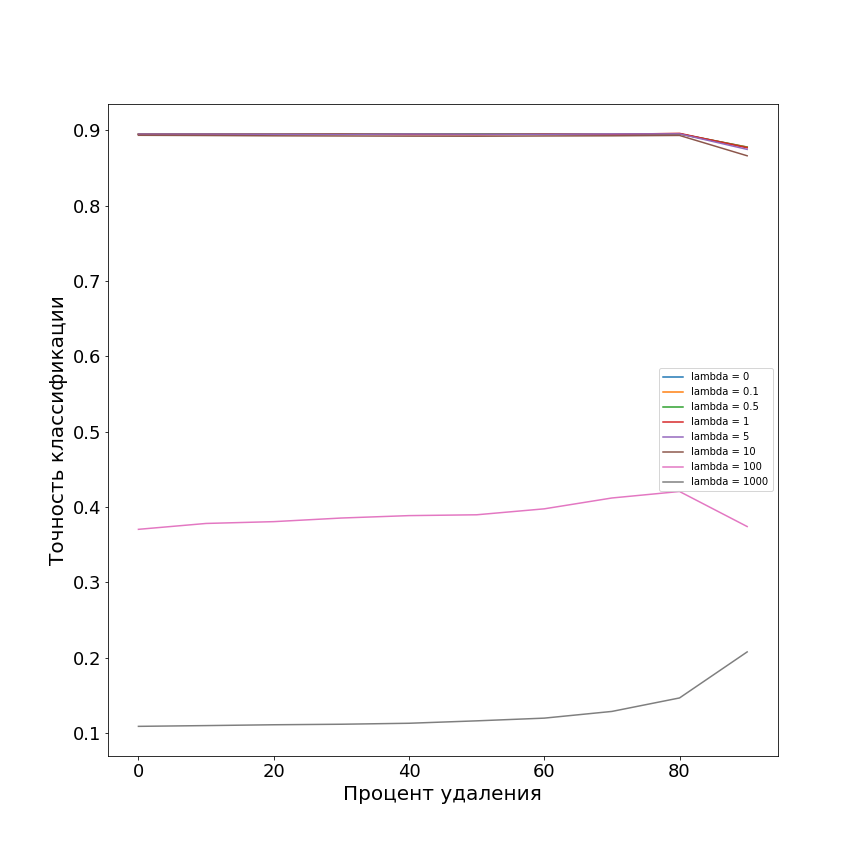 0.9
0.8
0.7
0.6
0.5
0.4
0.3
0.2
0.1
Точность классификации
lambda = 0
lambda = 0.1
lambda = 0.5
lambda = 1
lambda = 5
lambda = 10
lambda = 100
lambda = 1000
0 20 40 60 80
Процент удаления